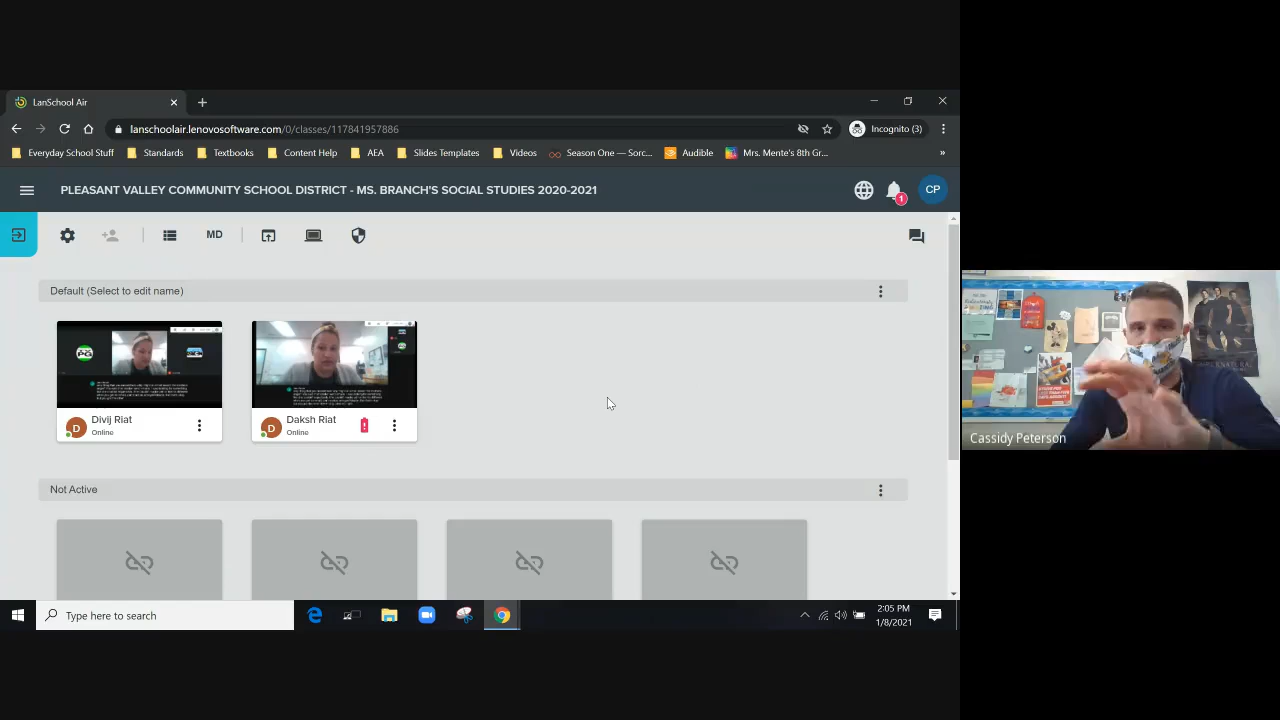 LanSchool Air
lanschoolair.lenovosoftware.com/0/classes/117841957886
Incognito (3)
Everyday School Stuff
Standards
Textbooks
Content Help
AEA
Slides Templates
Videos
Season One — Sorc...
Audible
Mrs. Mente's 8th Gr...
»
PLEASANT VALLEY COMMUNITY SCHOOL DISTRICT - MS. BRANCH'S SOCIAL STUDIES 2020-2021
1
CP
MD
Default (Select to edit name)
PG
D
Divij Riat
Online
D
Daksh Riat
Online
Cassidy Peterson
Not Active
Type here to search
2:05 PM
1/8/2021